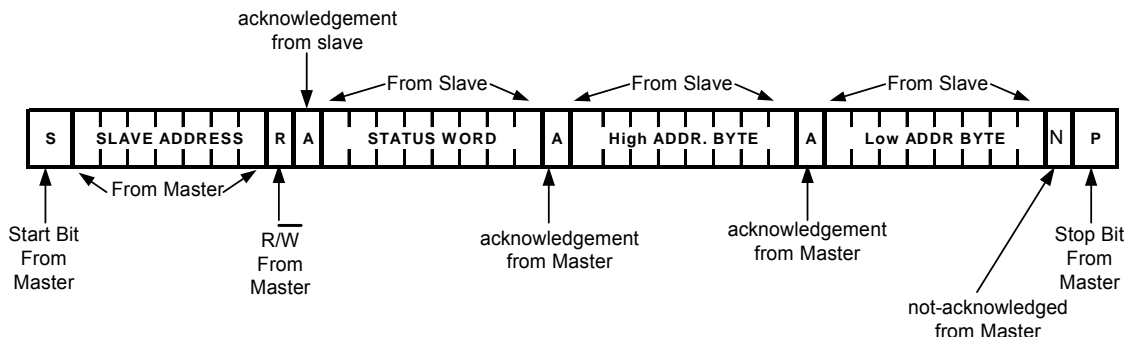 acknowledgement
from slave
From Slave
From Slave
From Slave
S
SLAVE ADDRESS
R
A
STATUS WORD
A
High ADDR. BYTE
A
Low ADDR BYTE
N
P
From Master
Start Bit
From
Master
R/W
From
Master
acknowledgement
from Master
acknowledgement
from Master
Stop Bit
From
Master
not-acknowledged
from Master